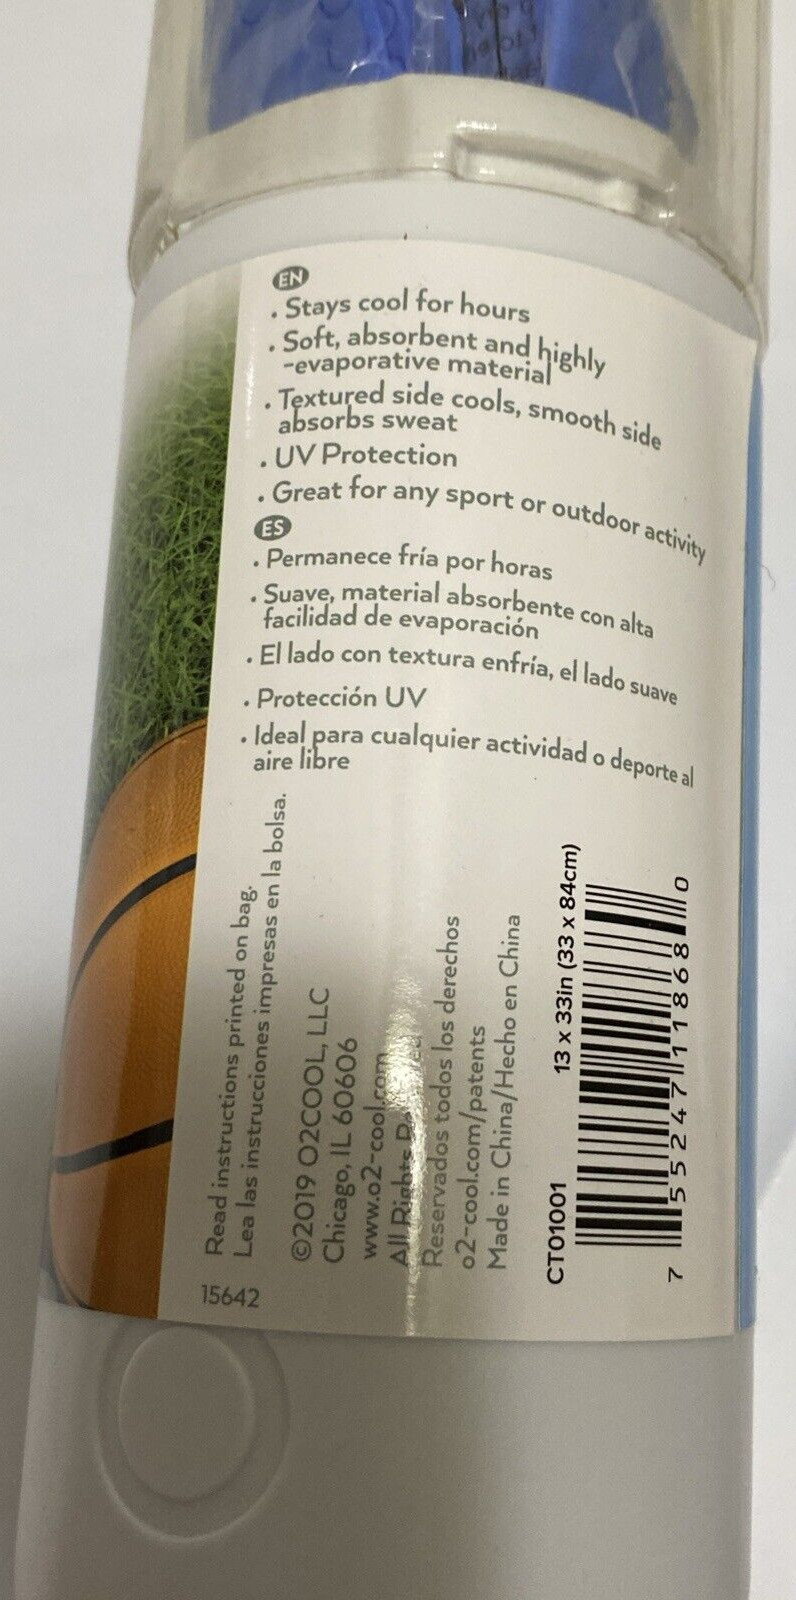 EN
. Stays cool for hours
. Soft, absorbent and highly
-evaporative material
. Textured side cools, smooth side
absorbs sweat
. UV Protection
. Great for any sport or outdoor activity
ES
. Permanece fría por horas
. Suave, material absorbente con alta
facilidad de evaporación
. El lado con textura enfría, el lado suave
. Protección UV
. Ideal para cualquier actividad o deporte al
aire libre
Read instructions printed on bag.
Lea las instrucciones impresas en la bolsa.
©2019 O2COOL, LLC
Chicago, IL 60606
www.o2-cool.com
All Rights
Reservados todos los derechos
o2-cool.com/patents
Made in China/Hecho en China
CT01001 13 x 33in (33 x 84cm)
7 55247 11868 0
15642